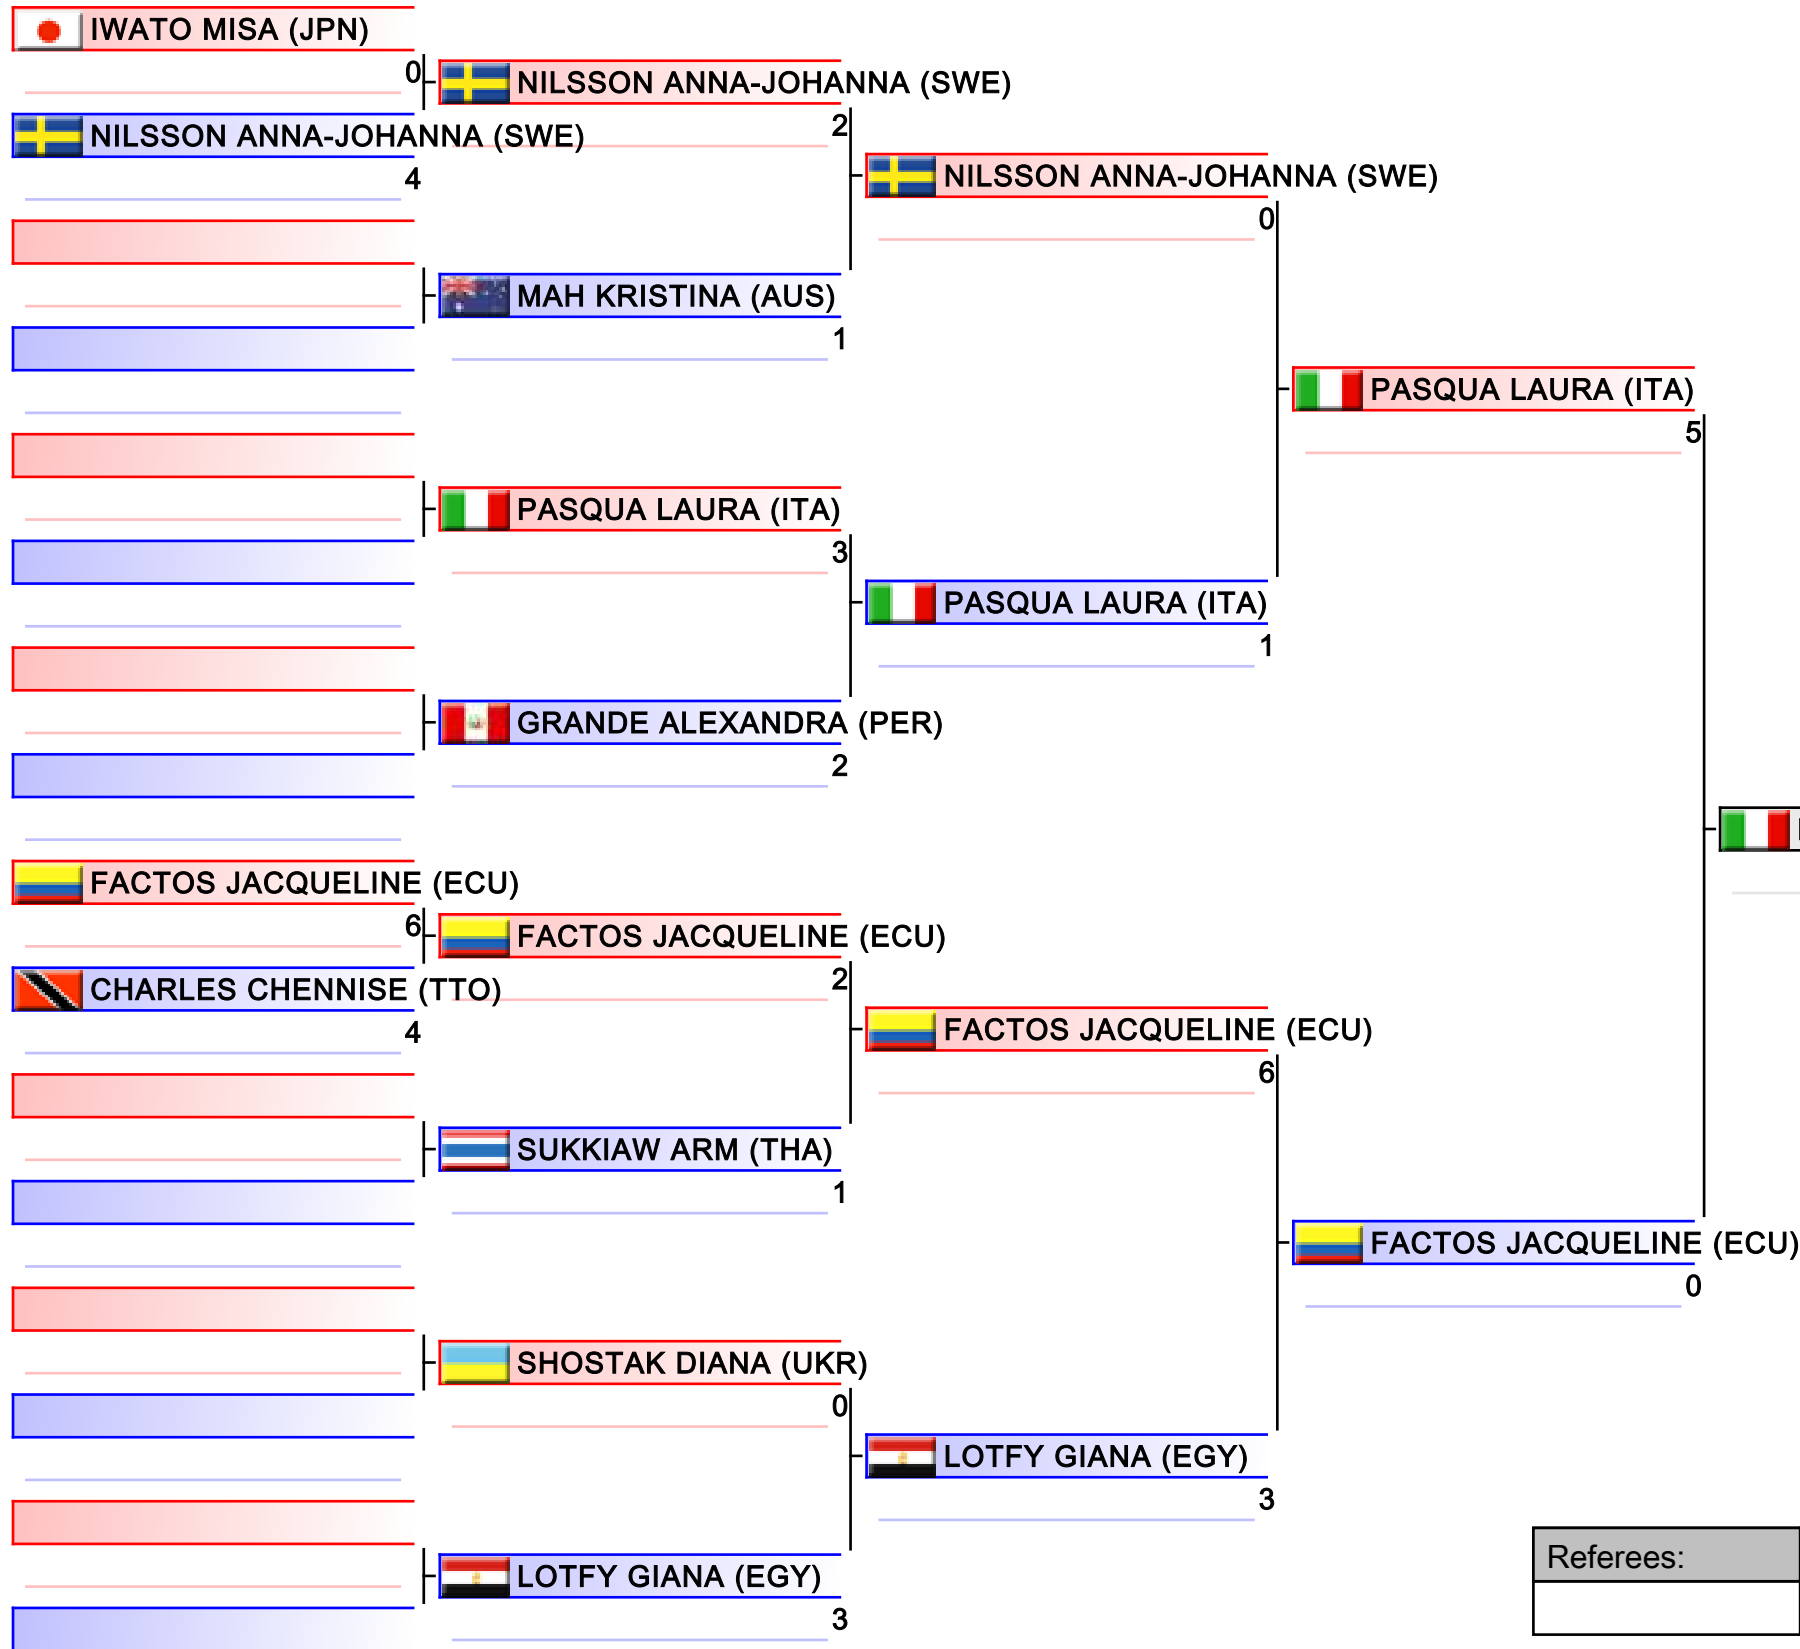 IWATO MISA (JPN)
0
NILSSON ANNA-JOHANNA (SWE)
4
FACTOS JACQUELINE (ECU)
6
CHARLES CHENNISE (TTO)
4
NILSSON ANNA-JOHANNA (SWE)
2
MAH KRISTINA (AUS)
1
PASQUA LAURA (ITA)
3
GRANDE ALEXANDRA (PER)
2
FACTOS JACQUELINE (ECU)
2
SUKKIAW ARM (THA)
1
SHOSTAK DIANA (UKR)
0
LOTFY GIANA (EGY)
3
NILSSON ANNA-JOHANNA (SWE)
0
PASQUA LAURA (ITA)
1
FACTOS JACQUELINE (ECU)
6
LOTFY GIANA (EGY)
3
PASQUA LAURA (ITA)
5
FACTOS JACQUELINE (ECU)
0
Referees: